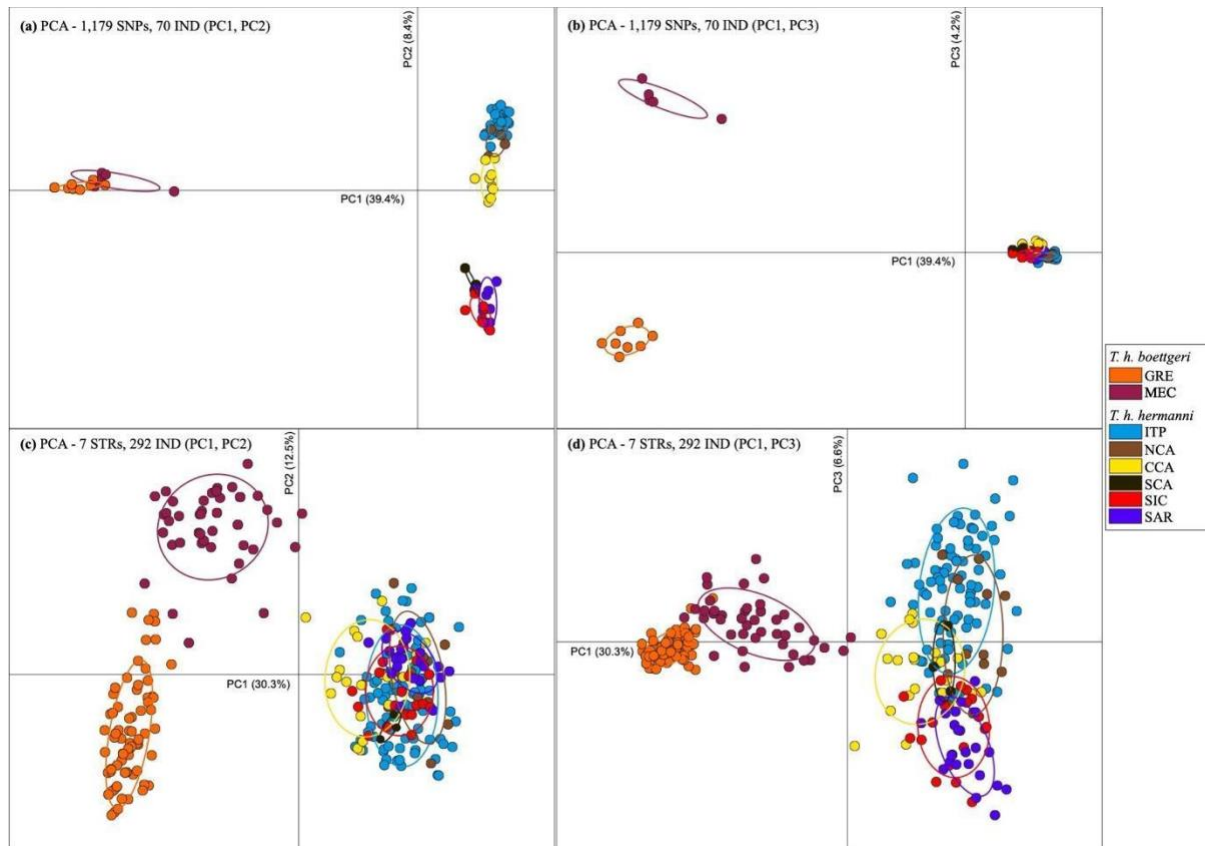 (a) PCA - 1,179 SNPs, 70 IND (PC1, PC2)
PC2 (8.4%)
PC1 (39.4%)
(b) PCA - 1,179 SNPs, 70 IND (PC1, PC3)
PC3 (4.2%)
PC1 (39.4%)
(c) PCA - 7 STRs, 292 IND (PC1, PC2)
PC2 (12.5%)
PC1 (30.3%)
(d) PCA - 7 STRs, 292 IND (PC1, PC3)
PC3 (6.6%)
PC1 (30.3%)
T. h. boettgeri
GRE
MEC
T. h. hermanni
ITP
NCA
CCA
SCA
SIC
SAR